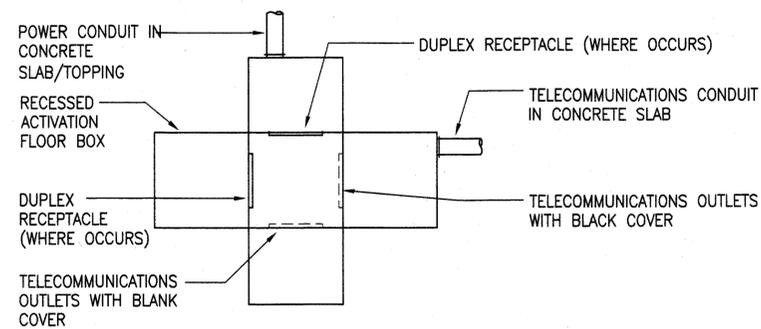 POWER CONDUIT IN
CONCRETE
SLAB/TOPPING
DUPLEX RECEPTACLE (WHERE OCCURS)
RECESSED
ACTIVATION
FLOOR BOX
TELECOMMUNICATIONS CONDUIT
IN CONCRETE SLAB
DUPLEX
RECEPTACLE
(WHERE OCCURS)
TELECOMMUNICATIONS OUTLETS
WITH BLACK COVER
TELECOMMUNICATIONS
OUTLETS WITH BLANK
COVER